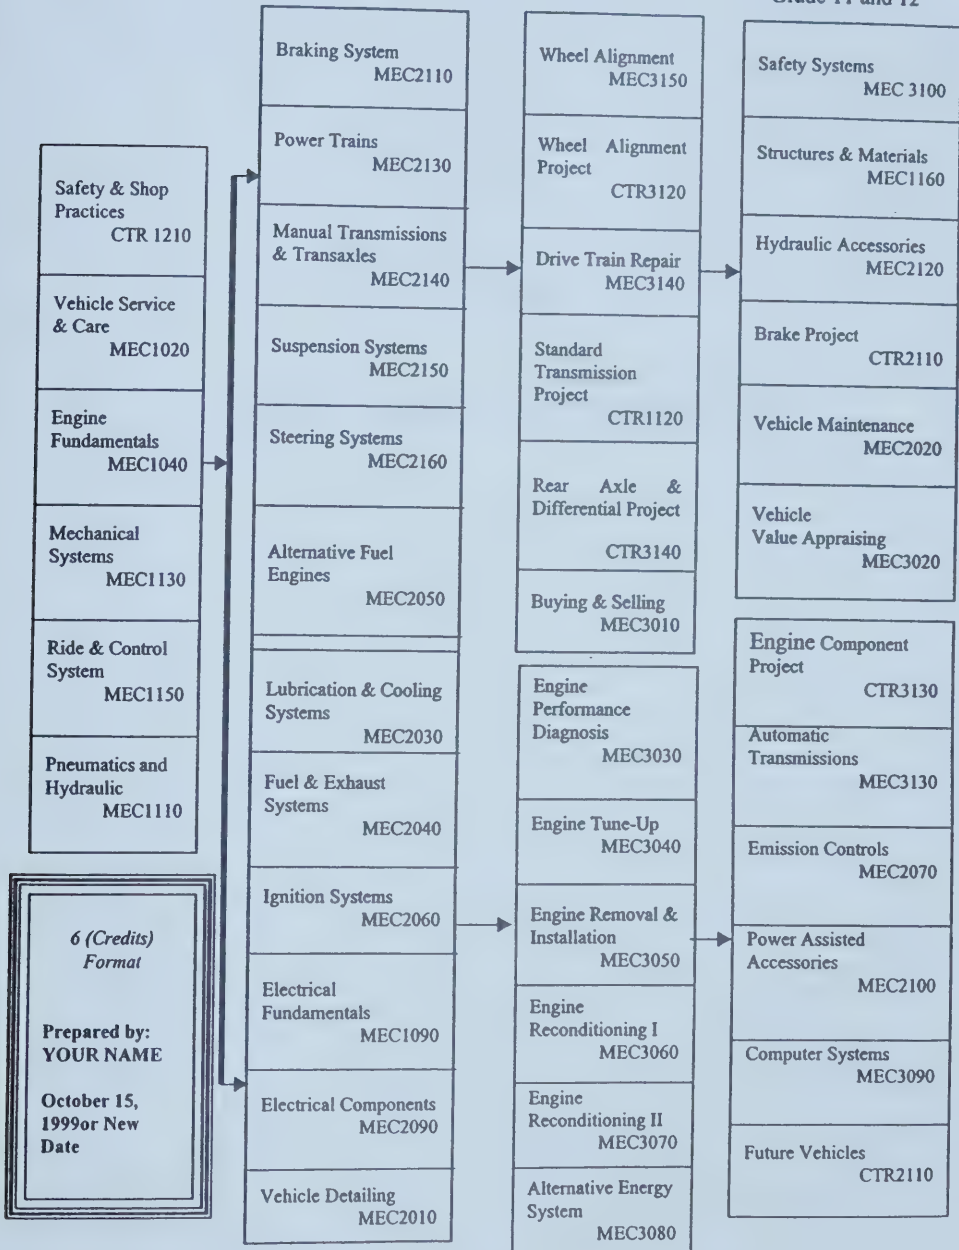 Grade 11 and 12
Safety & Shop
Practices
CTR 1210
Vehicle Service
& Care
MEC1020
Engine
Fundamentals
MEC1040
Mechanical
Systems
MEC1130
Ride & Control
System
MEC1150
Pneumatics and
Hydraulic
MEC1110
6 (Credits)
Format
Prepared by:
YOUR NAME
October 15,
1999or New
Date
Braking System
MEC2110
Power Trains
MEC2130
Manual Transmissions
& Transaxles
MEC2140
Suspension Systems
MEC2150
Steering Systems
MEC2160
Alternative Fuel
Engines
MEC2050
Lubrication & Cooling
Systems
MEC2030
Fuel & Exhaust
Systems
MEC2040
Ignition Systems
MEC2060
Electrical
Fundamentals
MEC1090
Electrical Components
MEC2090
Vehicle Detailing
MEC2010
Wheel Alignment
MEC3150
Wheel Alignment
Project
CTR3120
Drive Train Repair
MEC3140
Standard
Transmission
Project
CTR1120
Rear Axle &
Differential Project
CTR3140
Buying & Selling
MEC3010
Engine
Performance
Diagnosis
MEC3030
Engine Tune-Up
MEC3040
Engine Removal &
Installation
MEC3050
Engine
Reconditioning I
MEC3060
Engine
Reconditioning II
MEC3070
Alternative Energy
System
MEC3080
Safety Systems
MEC 3100
Structures & Materials
MEC1160
Hydraulic Accessories
MEC2120
Brake Project
CTR2110
Vehicle Maintenance
MEC2020
Vehicle
Value Appraising
MEC3020
Engine Component
Project
CTR3130
Automatic
Transmissions
MEC3130
Emission Controls
MEC2070
Power Assisted
Accessories
MEC2100
Computer Systems
MEC3090
Future Vehicles
CTR2110